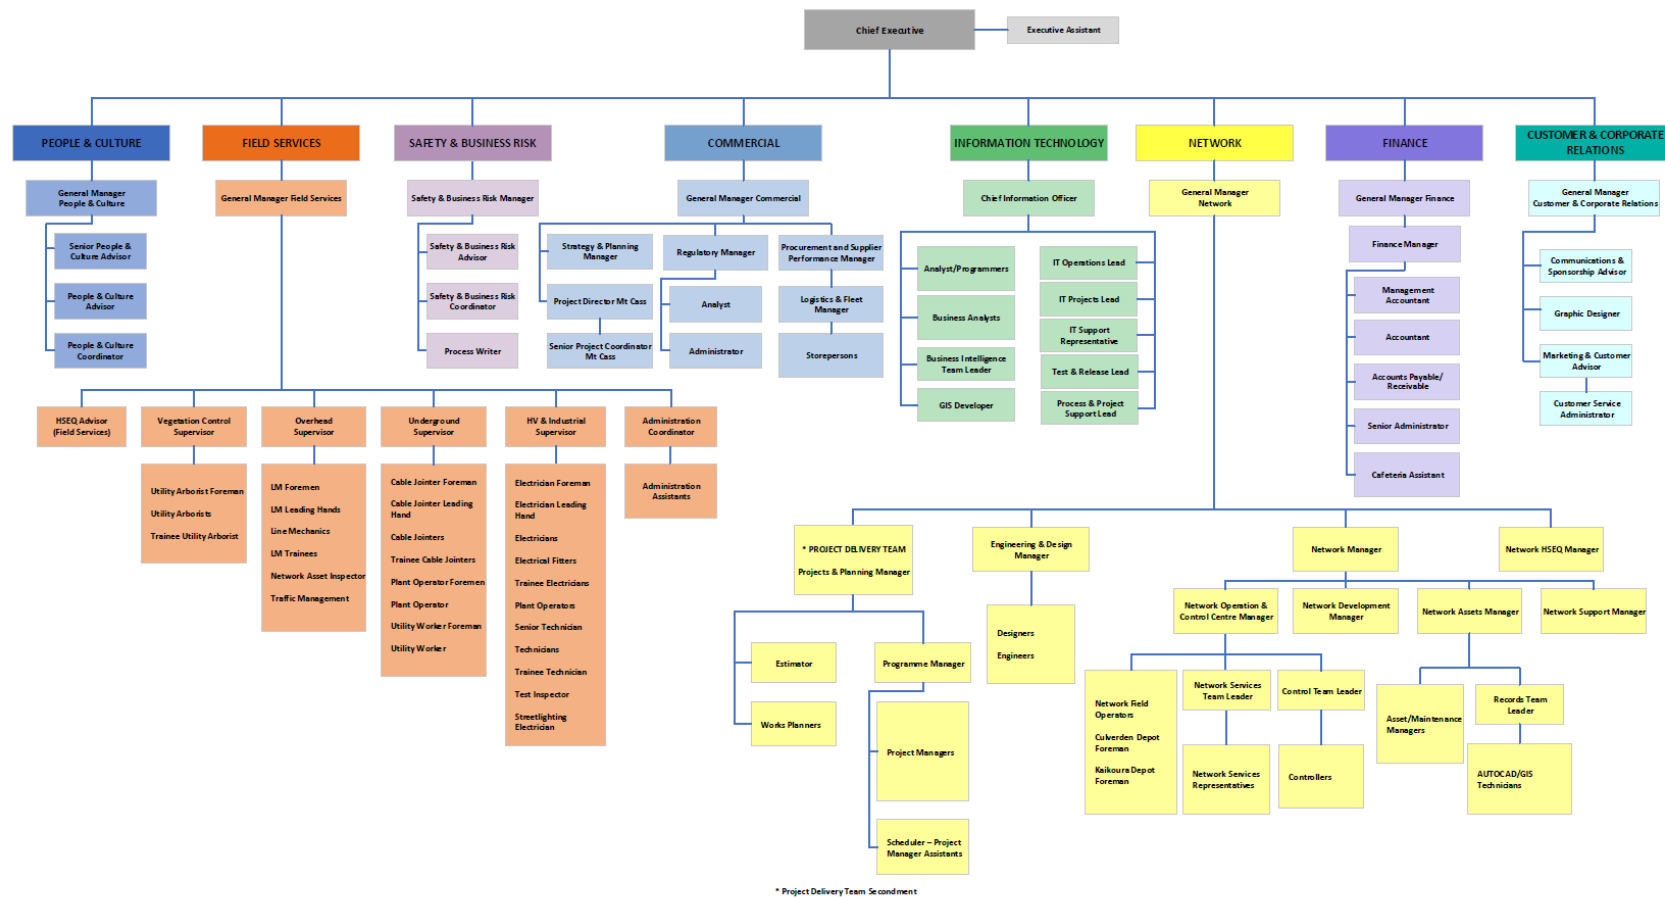 Chief Executive
Executive Assistant
PEOPLE & CULTURE
General Manager
People & Culture
Senior People &
Culture Advisor
People & Culture
Advisor
People & Culture
Coordinator
FIELD SERVICES
General Manager Field Services
HSEQ Advisor
(Field Services)
Vegetation Control
Supervisor
Utility Arborist Foreman
Utility Arborists
Trainee Utility Arborist
Overhead
Supervisor
LM Foremen
LM Leading Hands
Line Mechanics
LM Trainees
Network Asset Inspector
Traffic Management
Underground
Supervisor
Cable Jointer Foreman
Cable Jointer Leading
Hand
Cable Jointers
Trainee Cable Jointers
Plant Operator Foremen
Plant Operator
Utility Worker Foreman
Utility Worker
HV & Industrial
Supervisor
Electrician Foreman
Electrician Leading
Hand
Electricians
Electrical Fitters
Trainee Electricians
Plant Operators
Senior Technician
Technicians
Trainee Technician
Test Inspector
Streetlighting
Electrician
Administration
Coordinator
Administration
Assistants
SAFETY & BUSINESS RISK
Safety & Business Risk Manager
Safety & Business Risk
Advisor
Safety & Business Risk
Coordinator
Process Writer
COMMERCIAL
General Manager Commercial
Strategy & Planning
Manager
Project Director Mt Cass
Senior Project Coordinator
Mt Cass
Regulatory Manager
Analyst
Administrator
Procurement and Supplier
Performance Manager
Logistics & Fleet
Manager
Storepersons
INFORMATION TECHNOLOGY
Chief Information Officer
Analyst/Programmers
Business Analysts
Business Intelligence
Team Leader
GIS Developer
IT Operations Lead
IT Projects Lead
IT Support
Representative
Test & Release Lead
Process & Project
Support Lead
NETWORK
General Manager
Network
* PROJECT DELIVERY TEAM
Projects & Planning Manager
Estimator
Works Planners
Programme Manager
Project Managers
Scheduler – Project
Manager Assistants
Engineering & Design
Manager
Designers
Engineers
Network Manager
Network Operation &
Control Centre Manager
Network Field
Operators
Culverden Depot
Foreman
Kaikoura Depot
Foreman
Network Services
Team Leader
Network Services
Representatives
Control Team Leader
Controllers
Network Development
Manager
Network Assets Manager
Asset/Maintenance
Managers
Records Team
Leader
AUTOCAD/GIS
Technicians
Network Support Manager
Network HSEQ Manager
FINANCE
General Manager Finance
Finance Manager
Management
Accountant
Accountant
Accounts Payable/
Receivable
Senior Administrator
Cafeteria Assistant
CUSTOMER & CORPORATE
RELATIONS
General Manager
Customer & Corporate Relations
Communications &
Sponsorship Advisor
Graphic Designer
Marketing & Customer
Advisor
Customer Service
Administrator
* Project Delivery Team Secondment